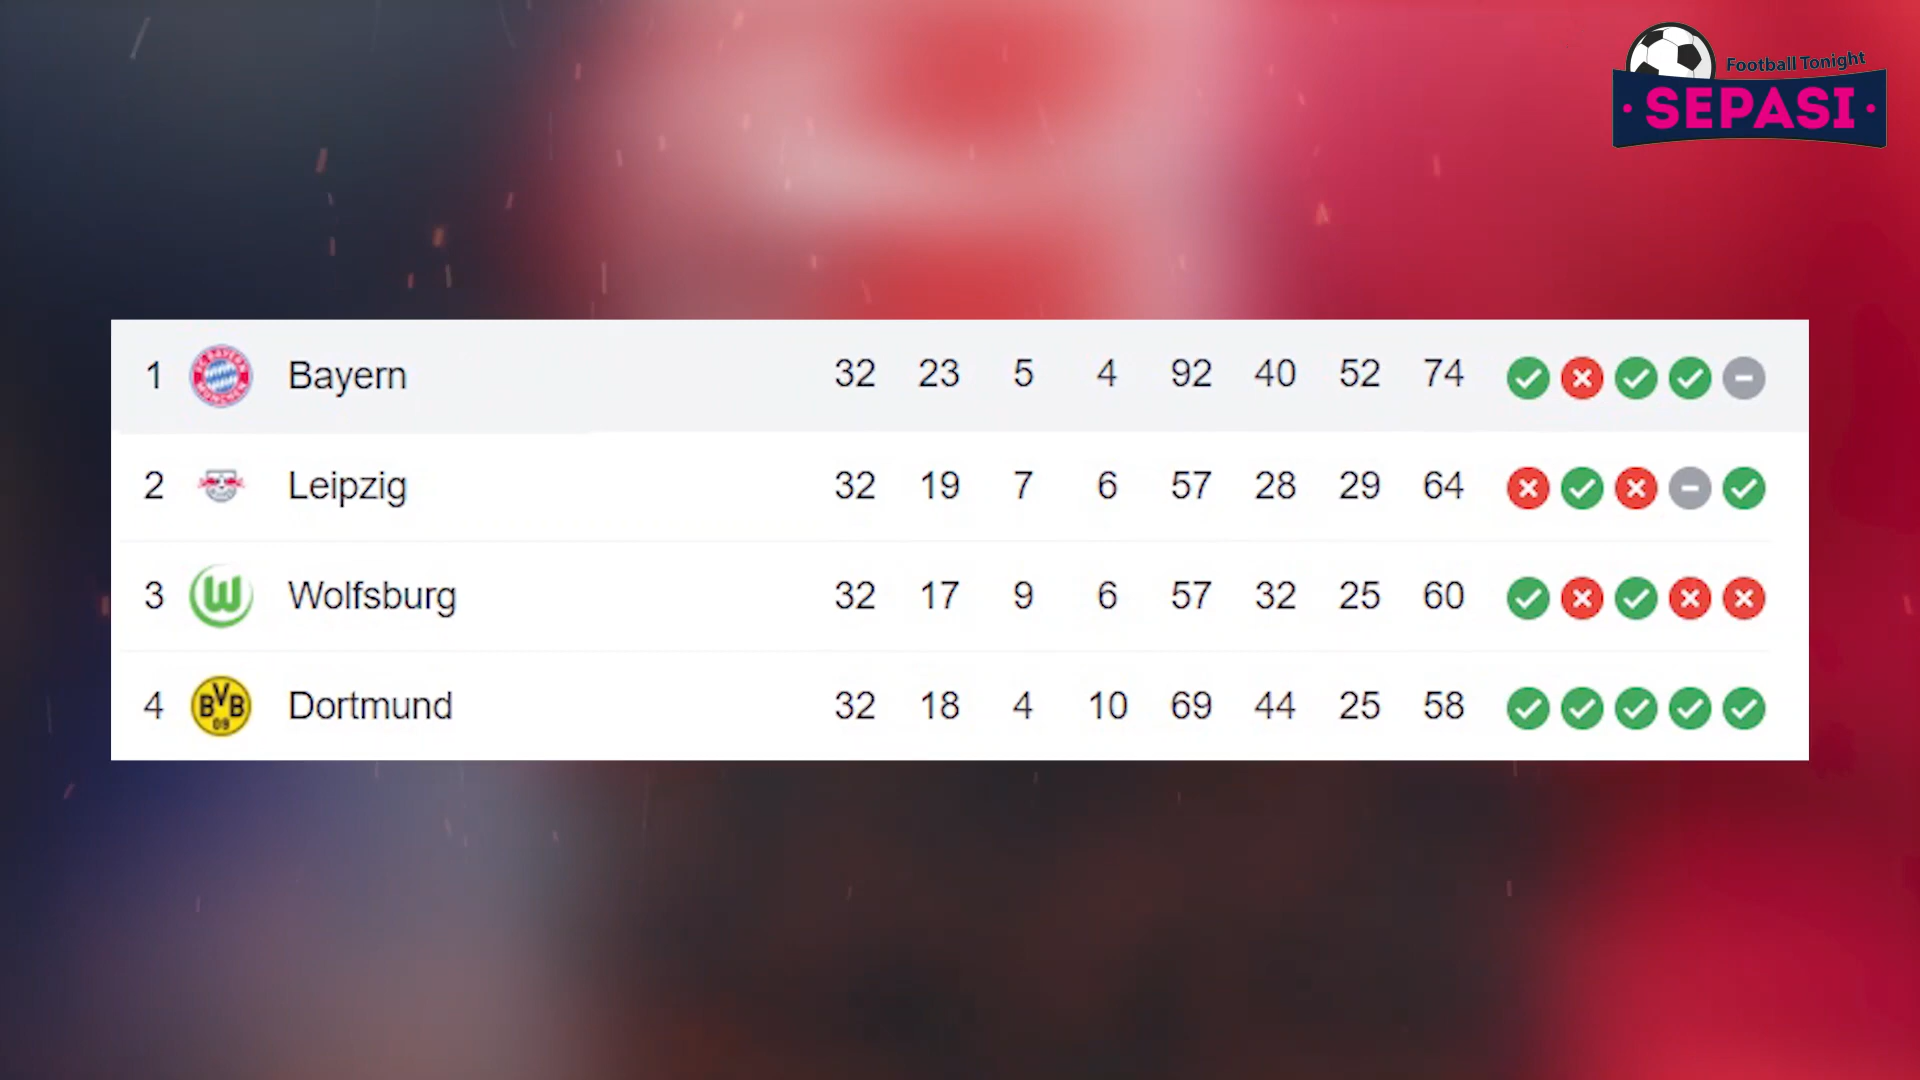 Football Tonight
· SEPASI ·
1 Bayern 32 23 5 4 92 40 52 74
2 Leipzig 32 19 7 6 57 28 29 64
3 Wolfsburg 32 17 9 6 57 32 25 60
4 BVB 09 Dortmund 32 18 4 10 69 44 25 58